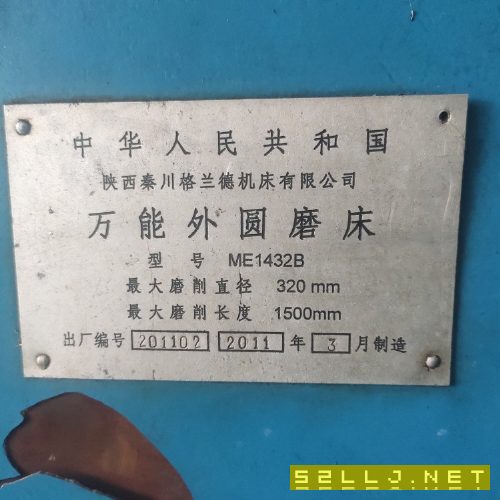 中华人民共和国
陕西秦川格兰德机床有限公司
万能外圆磨床
型 号 ME1432B
最大磨削直径 320mm
最大磨削长度 1500mm
出厂编号 201102 2011 年 3 月制造
52LLJ.NET